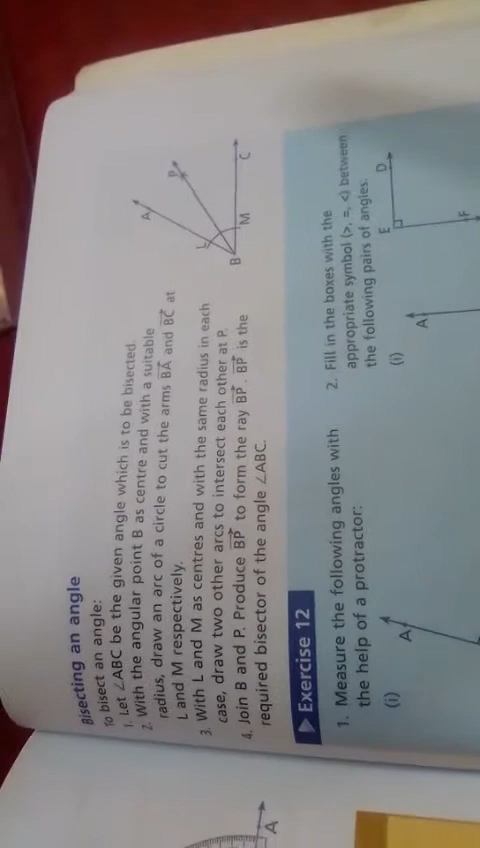 Bisecting an angle
To bisect an angle:
1. Let ∠ABC be the given angle which is to be bisected.
2. With the angular point B as centre and with a suitable
radius, draw an arc of a circle to cut the arms BA and BC at
L and M respectively.
3. With L and M as centres and with the same radius in each
case, draw two other arcs to intersect each other at P.
4. Join B and P. Produce BP to form the ray BP. BP is the
required bisector of the angle ∠ABC.
A
P
L
B
M
C
Exercise 12
1. Measure the following angles with
the help of a protractor:
(i)
A
2. Fill in the boxes with the
appropriate symbol (>, =, <) between
the following pairs of angles:
(i)
A
E
D
F
A